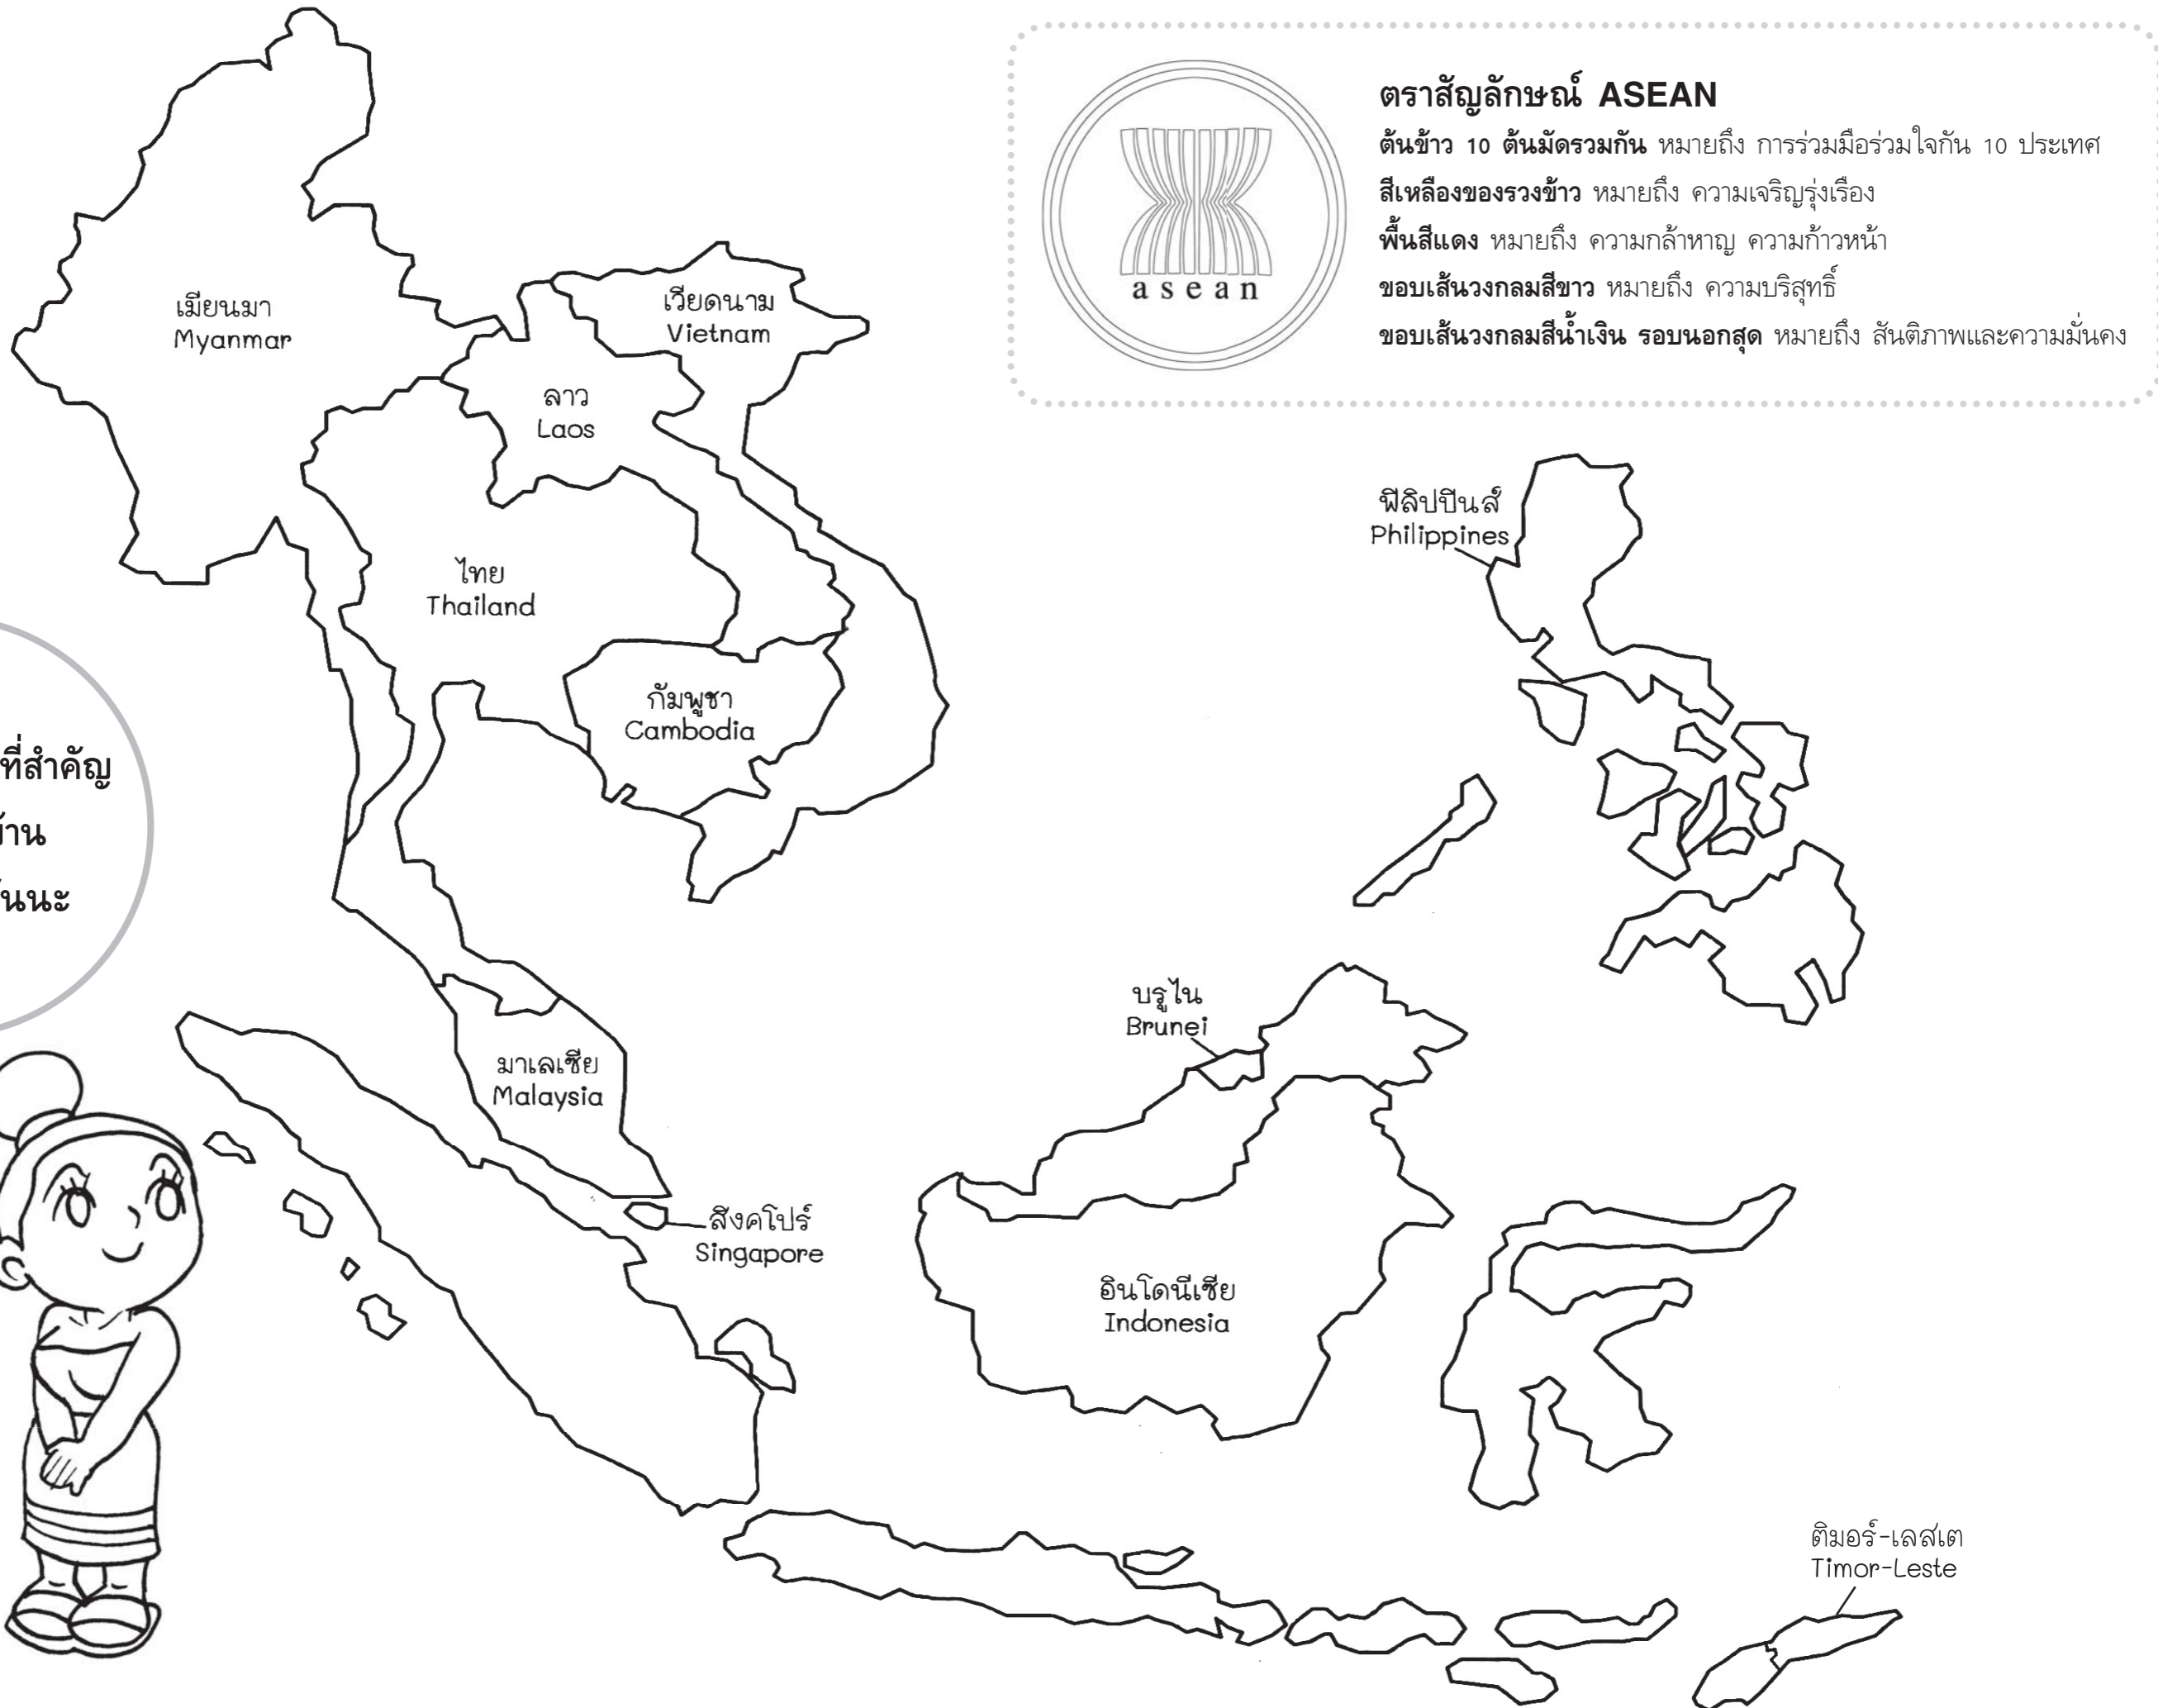 ตราสัญลักษณ์ ASEAN
ต้นข้าว 10 ต้นมัดรวมกัน หมายถึง การร่วมมือร่วมใจกัน 10 ประเทศ
สีเหลืองของรวงข้าว หมายถึง ความเจริญรุ่งเรือง
พื้นสีแดง หมายถึง ความกล้าหาญ ความก้าวหน้า
ขอบเส้นวงกลมสีขาว หมายถึง ความบริสุทธิ์
ขอบเส้นวงกลมสีน้ำเงิน รอบนอกสุด หมายถึง สันติภาพและความมั่นคง
asean
เมียนมา
Myanmar
เวียดนาม
Vietnam
ลาว
Laos
ฟิลิปปินส์
Philippines
ไทย
Thailand
กัมพูชา
Cambodia
ที่สำคัญ
บรูไน
Brunei
มาเลเซีย
Malaysia
สิงคโปร์
Singapore
อินโดนีเซีย
Indonesia
ติมอร์-เลสเต
Timor-Leste